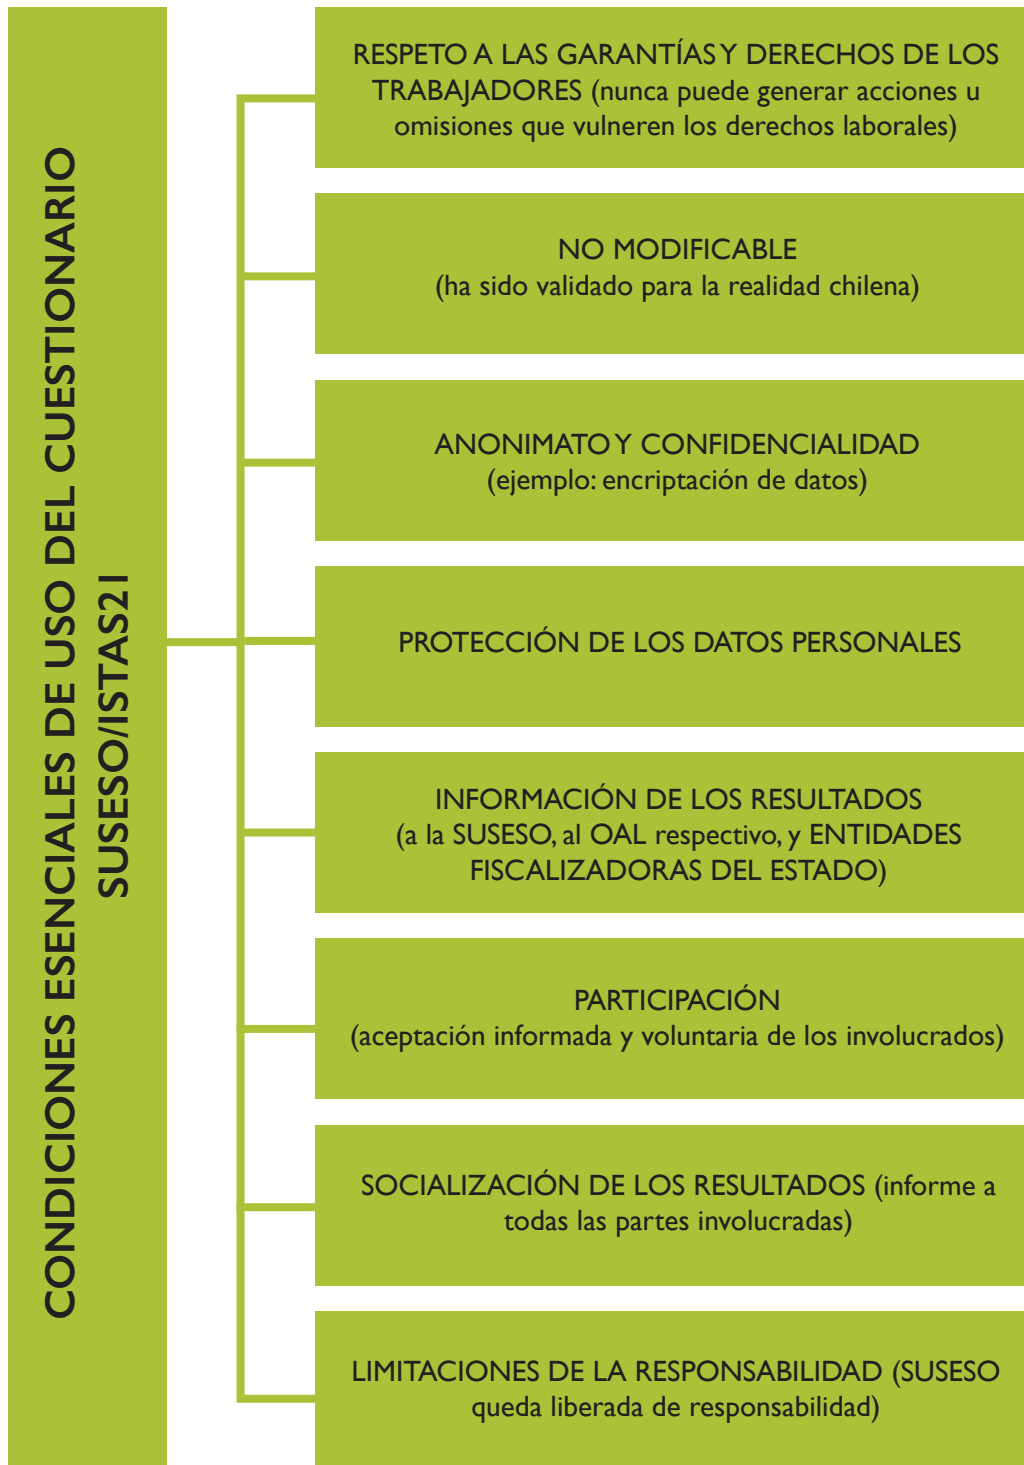 CONDICIONES ESENCIALES DE USO DEL CUESTIONARIO
SUSESO/ISTAS21
RESPETO A LAS GARANTÍAS Y DERECHOS DE LOS
TRABAJADORES (nunca puede generar acciones u
omisiones que vulneren los derechos laborales)
NO MODIFICABLE
(ha sido validado para la realidad chilena)
ANONIMATO Y CONFIDENCIALIDAD
(ejemplo: encriptación de datos)
PROTECCIÓN DE LOS DATOS PERSONALES
INFORMACIÓN DE LOS RESULTADOS
(a la SUSESO, al OAL respectivo, y ENTIDADES
FISCALIZADORAS DEL ESTADO)
PARTICIPACIÓN
(aceptación informada y voluntaria de los involucrados)
SOCIALIZACIÓN DE LOS RESULTADOS (informe a
todas las partes involucradas)
LIMITACIONES DE LA RESPONSABILIDAD (SUSESO
queda liberada de responsabilidad)